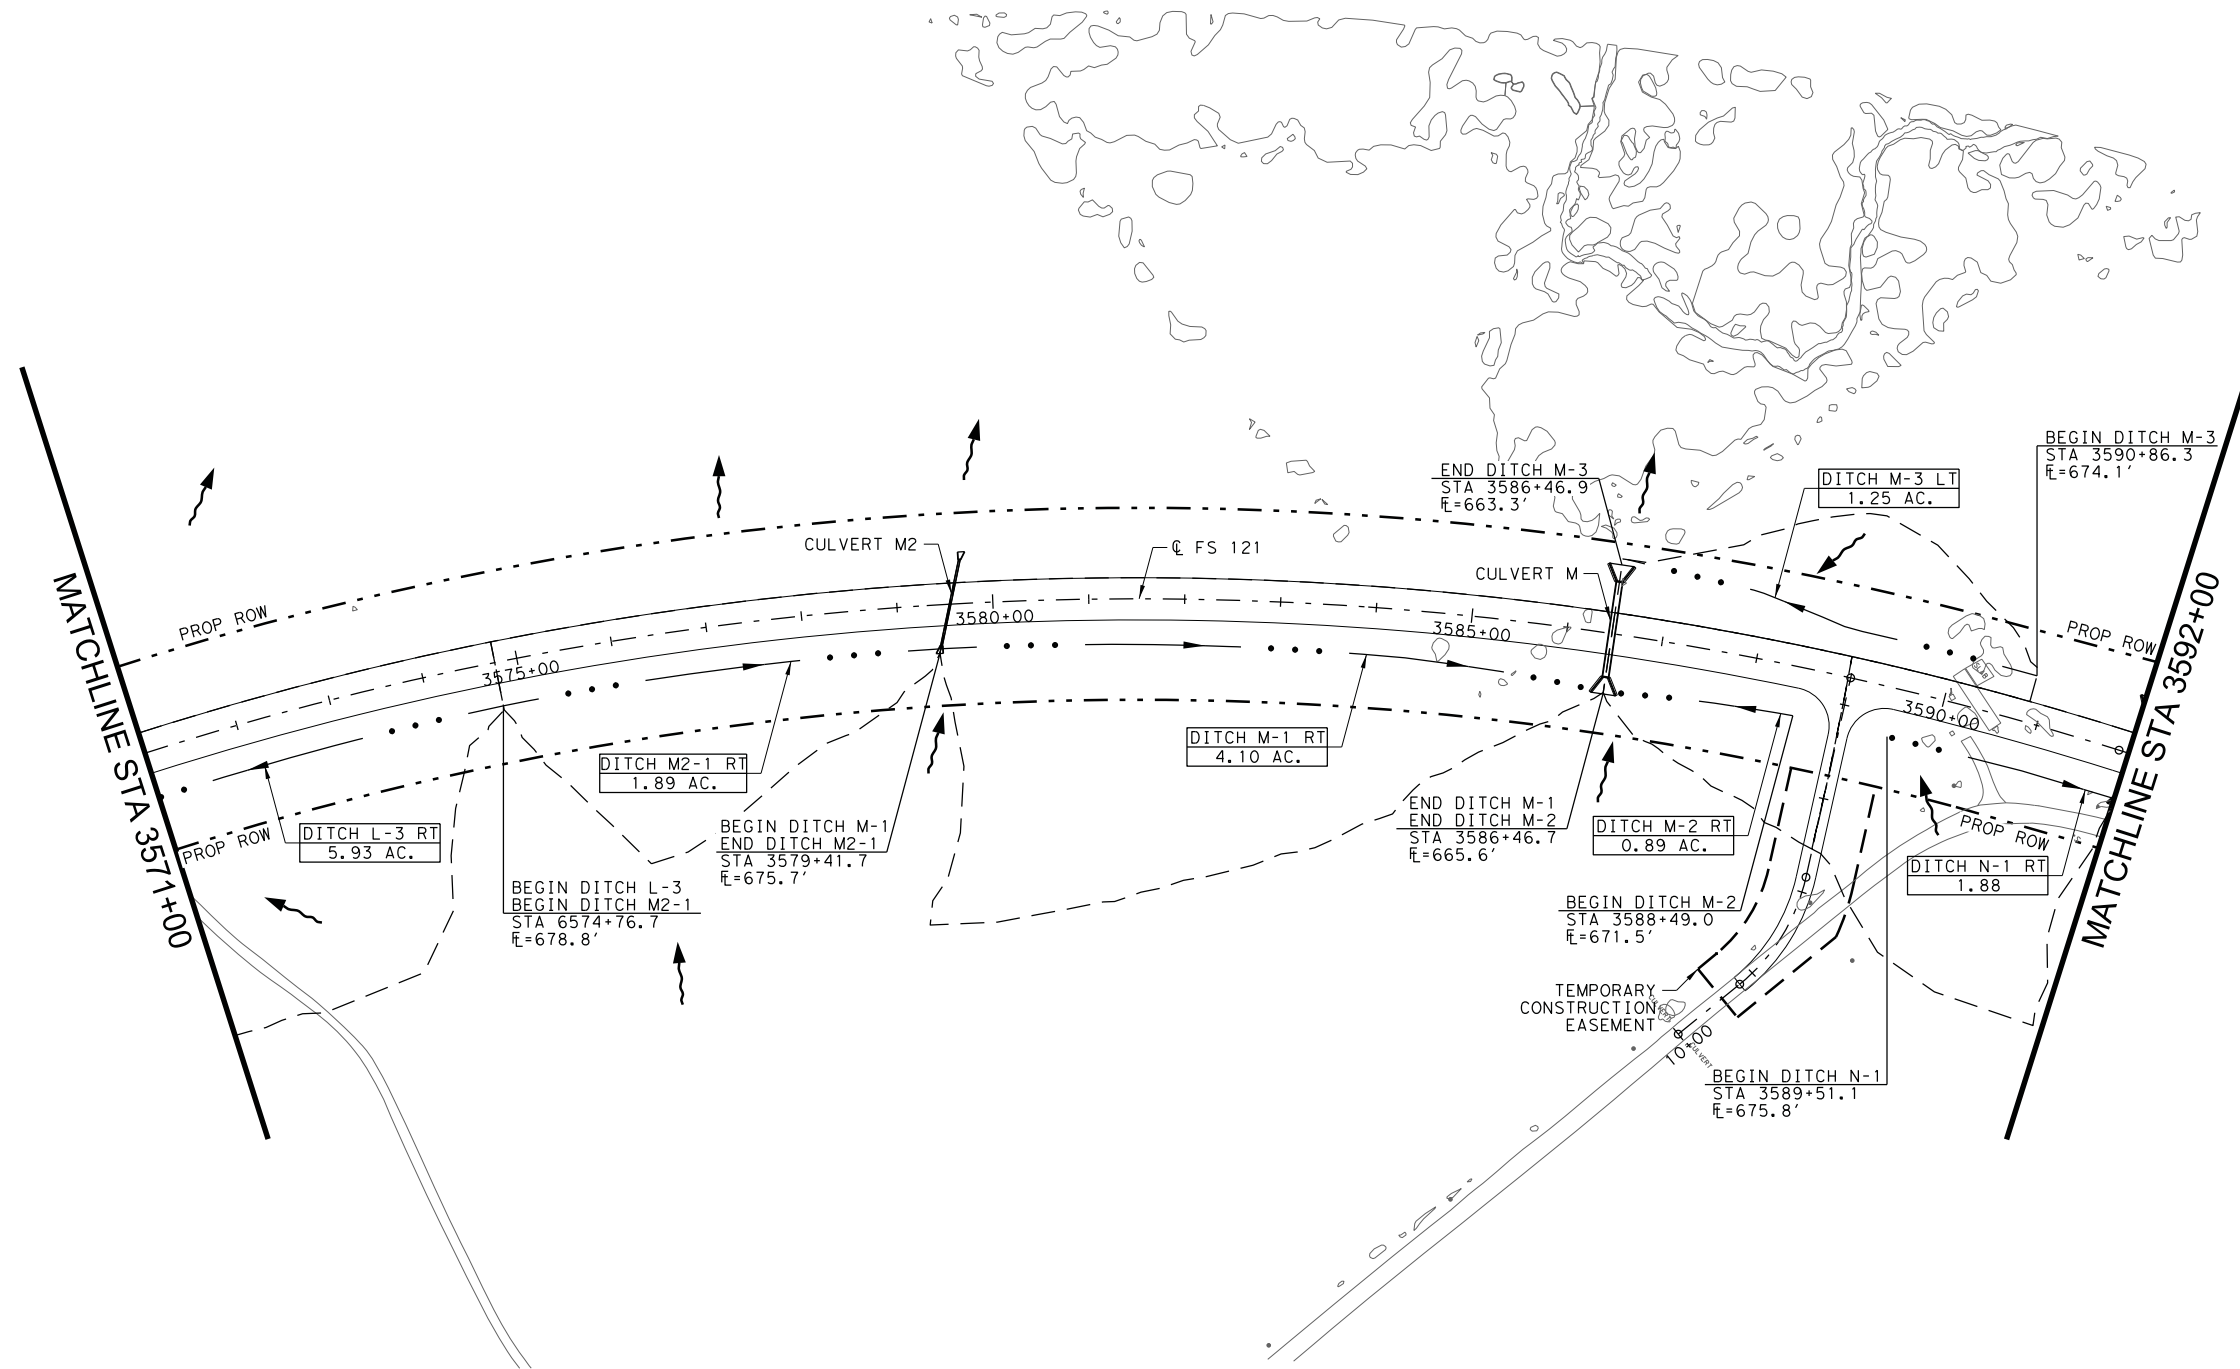 BEGIN DITCH M-3
STA 3590+86.3
FL=674.1'
END DITCH M-3
STA 3586+46.9
FL=663.3'
DITCH M-3 LT
1.25 AC.
CULVERT M2
CL FS 121
CULVERT M
MATCHLINE STA 3571+00
PROP ROW
3575+00
3580+00
3585+00
3590+00
PROP ROW
MATCHLINE STA 3592+00
SLAB
DITCH M2-1 RT
1.89 AC.
DITCH M-1 RT
4.10 AC.
DITCH L-3 RT
5.93 AC.
PROP ROW
BEGIN DITCH M-1
END DITCH M2-1
STA 3579+41.7
FL=675.7'
END DITCH M-1
END DITCH M-2
STA 3586+46.7
FL=665.6'
DITCH M-2 RT
0.89 AC.
PROP ROW
DITCH N-1 RT
1.88
BEGIN DITCH L-3
BEGIN DITCH M2-1
STA 6574+76.7
FL=678.8'
BEGIN DITCH M-2
STA 3588+49.0
FL=671.5'
TEMPORARY
CONSTRUCTION
EASEMENT
10+00
CULVERT
BEGIN DITCH N-1
STA 3589+51.1
FL=675.8'